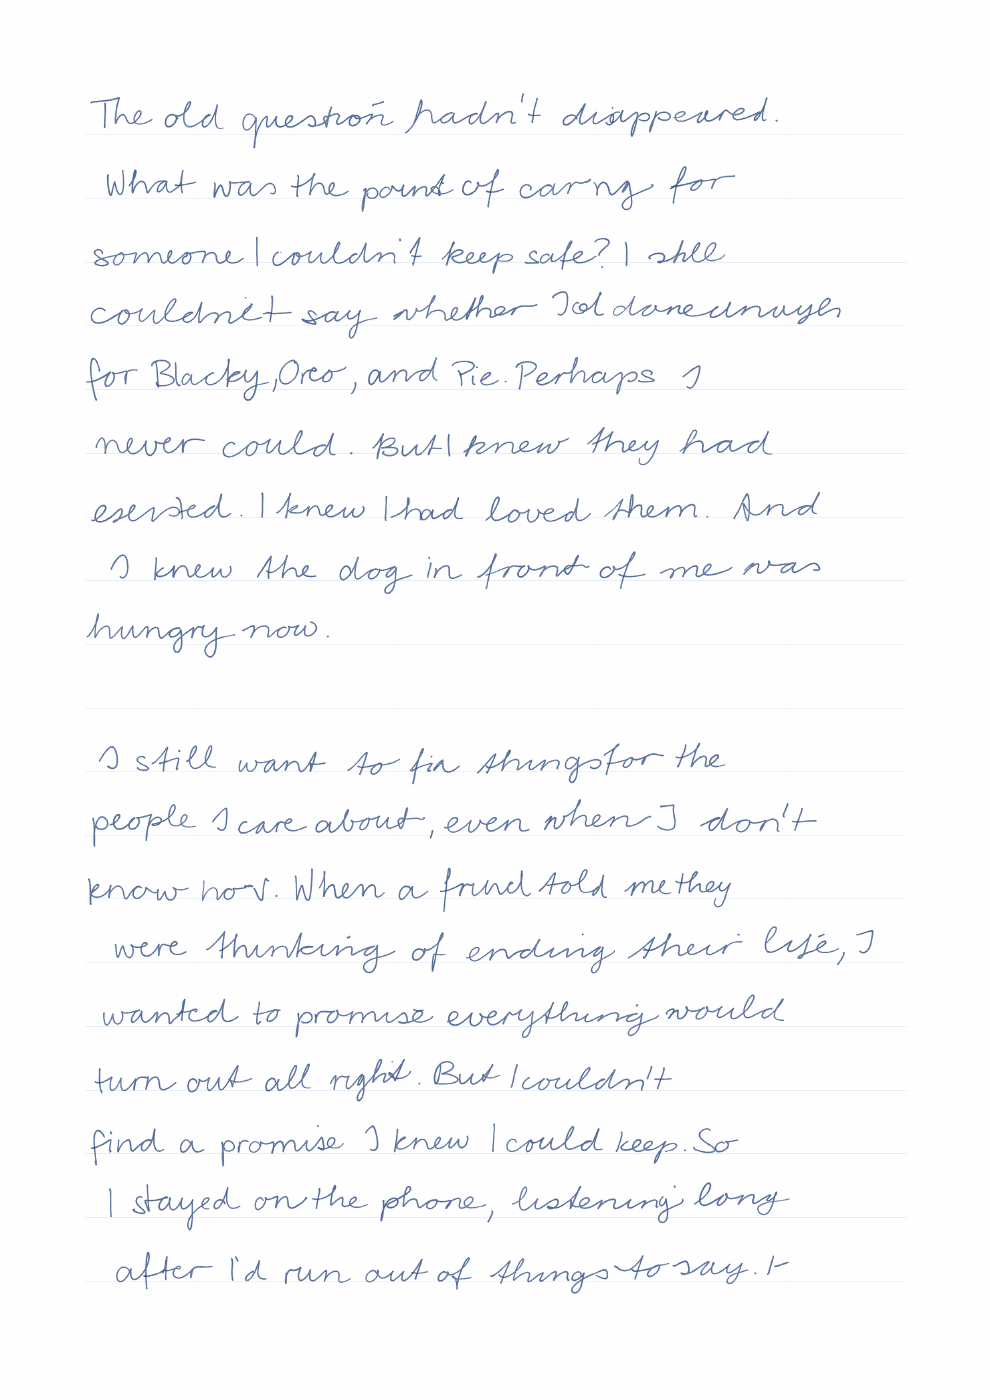 The old question hadn't disappeared.
What was the point of caring for
someone I couldn't keep safe? I still
couldn't say whether I'd done enough
for Blacky, Oreo, and Pie. Perhaps I
never could. But I knew they had
existed. I knew I had loved them. And
I knew the dog in front of me was
hungry now.
I still want to fix things for the
people I care about, even when I don't
know how. When a friend told me they
were thinking of ending their life, I
wanted to promise everything would
turn out all right. But I couldn't
find a promise I knew I could keep. So
I stayed on the phone, listening long
after I'd run out of things to say. I